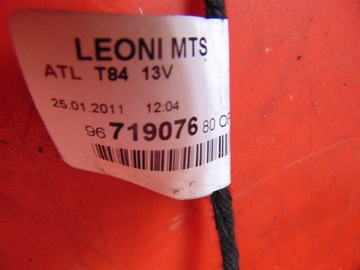 LEONI MTS
ATL T84 13V
25.01.2011 12:04
96 719076 80